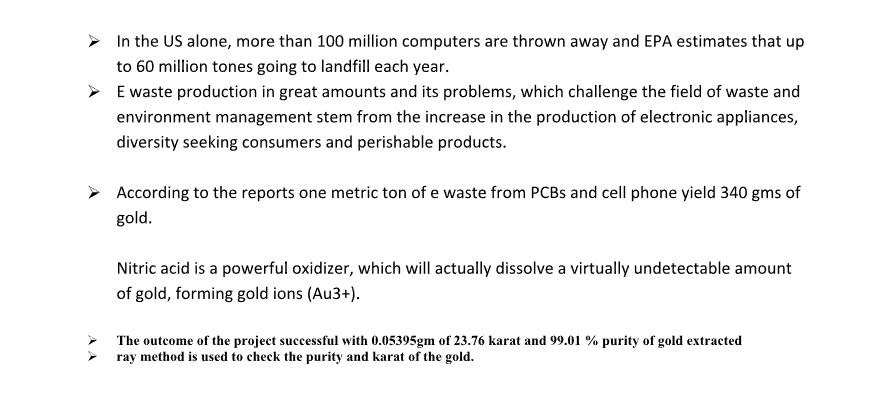 ➢ In the US alone, more than 100 million computers are thrown away and EPA estimates that up
to 60 million tones going to landfill each year.
➢ E waste production in great amounts and its problems, which challenge the field of waste and
environment management stem from the increase in the production of electronic appliances,
diversity seeking consumers and perishable products.
➢ According to the reports one metric ton of e waste from PCBs and cell phone yield 340 gms of
gold.
Nitric acid is a powerful oxidizer, which will actually dissolve a virtually undetectable amount
of gold, forming gold ions (Au3+).
➢ The outcome of the project successful with 0.05395gm of 23.76 karat and 99.01 % purity of gold extracted
➢ ray method is used to check the purity and karat of the gold.